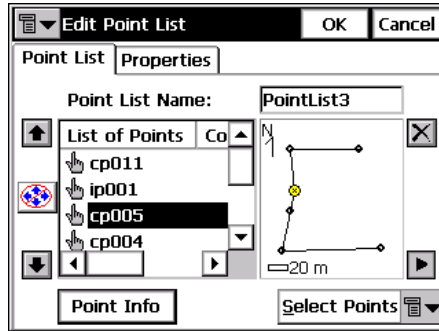 Edit Point List OK Cancel
Point List Properties
Point List Name: PointList3
List of Points Co
cp011
ip001
cp005
cp004
N
20 m
Point Info Select Points